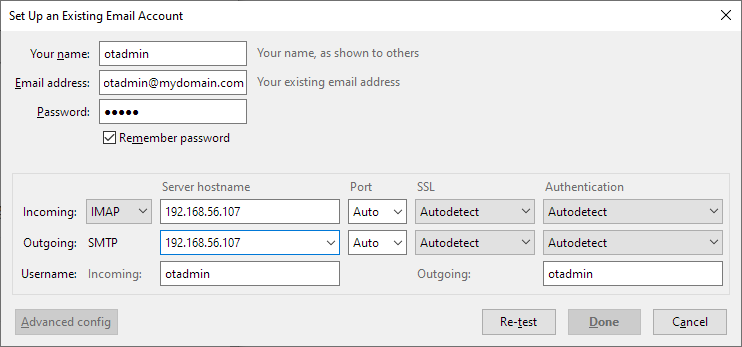 Set Up an Existing Email Account
Your name: otadmin Your name, as shown to others
Email address: otadmin@mydomain.com Your existing email address
Password: •••••
Remember password
Server hostname Port SSL Authentication
Incoming: IMAP 192.168.56.107 Auto Autodetect Autodetect
Outgoing: SMTP 192.168.56.107 Auto Autodetect Autodetect
Username: Incoming: otadmin Outgoing: otadmin
Advanced config Re-test Done Cancel